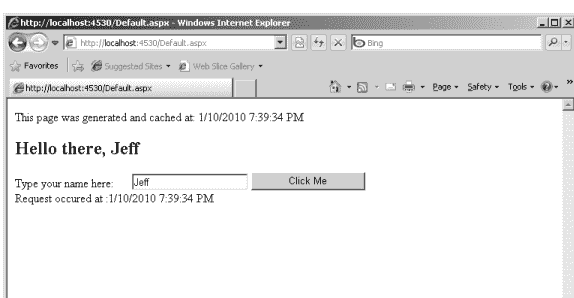 http://localhost:4530/Default.aspx - Windows Internet Explorer
http://localhost:4530/Default.aspx
Bing
Favorites Suggested Sites Web Slice Gallery
http://localhost:4530/Default.aspx
Page Safety Tools »
This page was generated and cached at: 1/10/2010 7:39:34 PM
Hello there, Jeff
Type your name here: Jeff Click Me
Request occured at :1/10/2010 7:39:34 PM